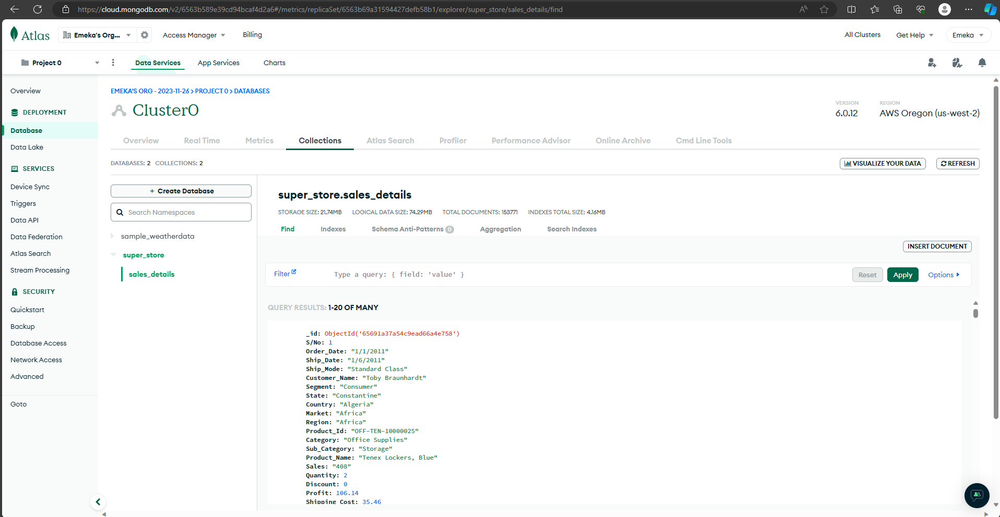 https://cloud.mongodb.com/v2/6563b589e39cd94bcaf4d2a6#/metrics/replicaSet/6563b69a31594427defb58b1/explorer/super_store/sales_details/find
Atlas
Emeka's Org...
Access Manager
Billing
All Clusters
Get Help
Emeka
Project 0
Data Services
App Services
Charts
Overview
DEPLOYMENT
Database
Data Lake
SERVICES
Device Sync
Triggers
Data API
Data Federation
Atlas Search
Stream Processing
SECURITY
Quickstart
Backup
Database Access
Network Access
Advanced
Goto
EMEKA'S ORG - 2023-11-26 > PROJECT 0 > DATABASES
Cluster0
VERSION
6.0.12
REGION
AWS Oregon (us-west-2)
Overview
Real Time
Metrics
Collections
Atlas Search
Profiler
Performance Advisor
Online Archive
Cmd Line Tools
DATABASES: 2 COLLECTIONS: 2
VISUALIZE YOUR DATA
REFRESH
+ Create Database
Search Namespaces
sample_weatherdata
super_store
sales_details
super_store.sales_details
STORAGE SIZE: 21.74MB LOGICAL DATA SIZE: 74.29MB TOTAL DOCUMENTS: 153771 INDEXES TOTAL SIZE: 4.16MB
Find
Indexes
Schema Anti-Patterns 0
Aggregation
Search Indexes
INSERT DOCUMENT
Filter
Type a query: { field: 'value' }
Reset
Apply
Options
QUERY RESULTS: 1-20 OF MANY
_id: ObjectId('65691a37a54c9ead66a4e758')
S/No: 1
Order_Date: "1/1/2011"
Ship_Date: "1/6/2011"
Ship_Mode: "Standard Class"
Customer_Name: "Toby Braunhardt"
Segment: "Consumer"
State: "Constantine"
Country: "Algeria"
Market: "Africa"
Region: "Africa"
Product_Id: "OFF-TEN-10000025"
Category: "Office Supplies"
Sub_Category: "Storage"
Product_Name: "Tenex Lockers, Blue"
Sales: "408"
Quantity: 2
Discount: 0
Profit: 106.14
Shipping_Cost: 35.46